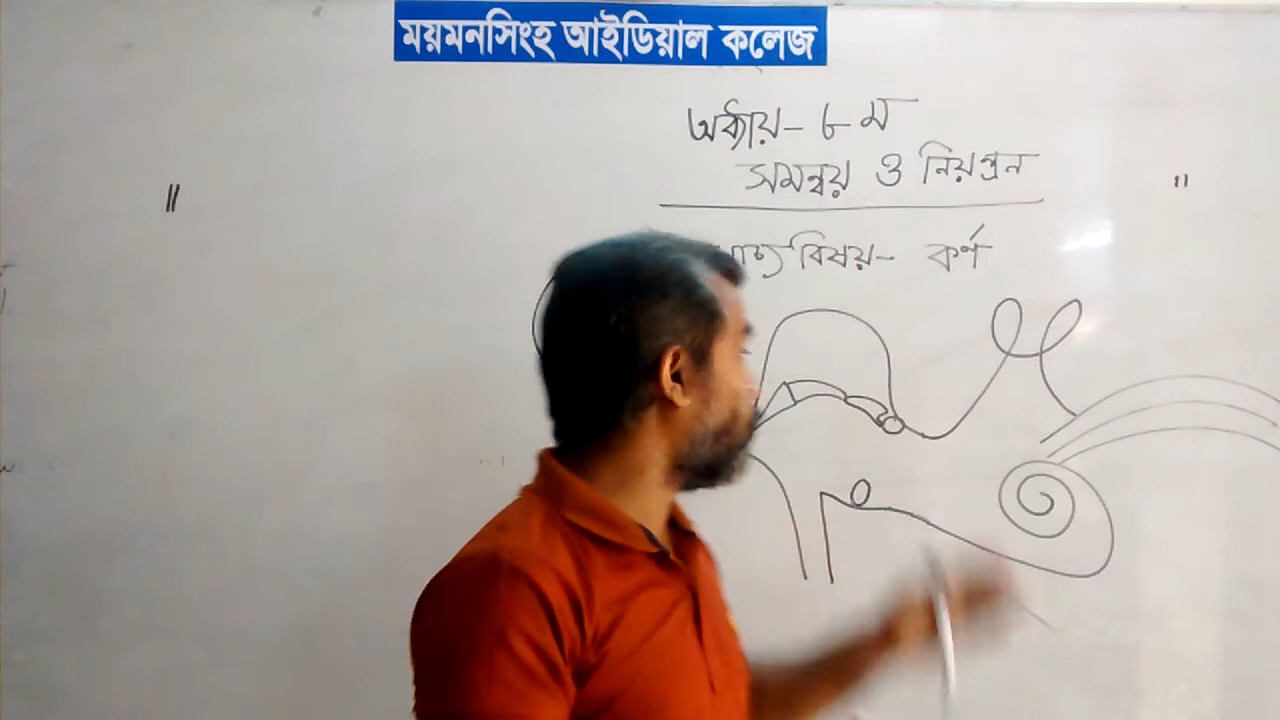 ময়মনসিংহ আইডিয়াল কলেজ
অধ্যায়- ৮ম
সমন্বয় ও নিয়ন্ত্রন
বিষয়- কর্ণ